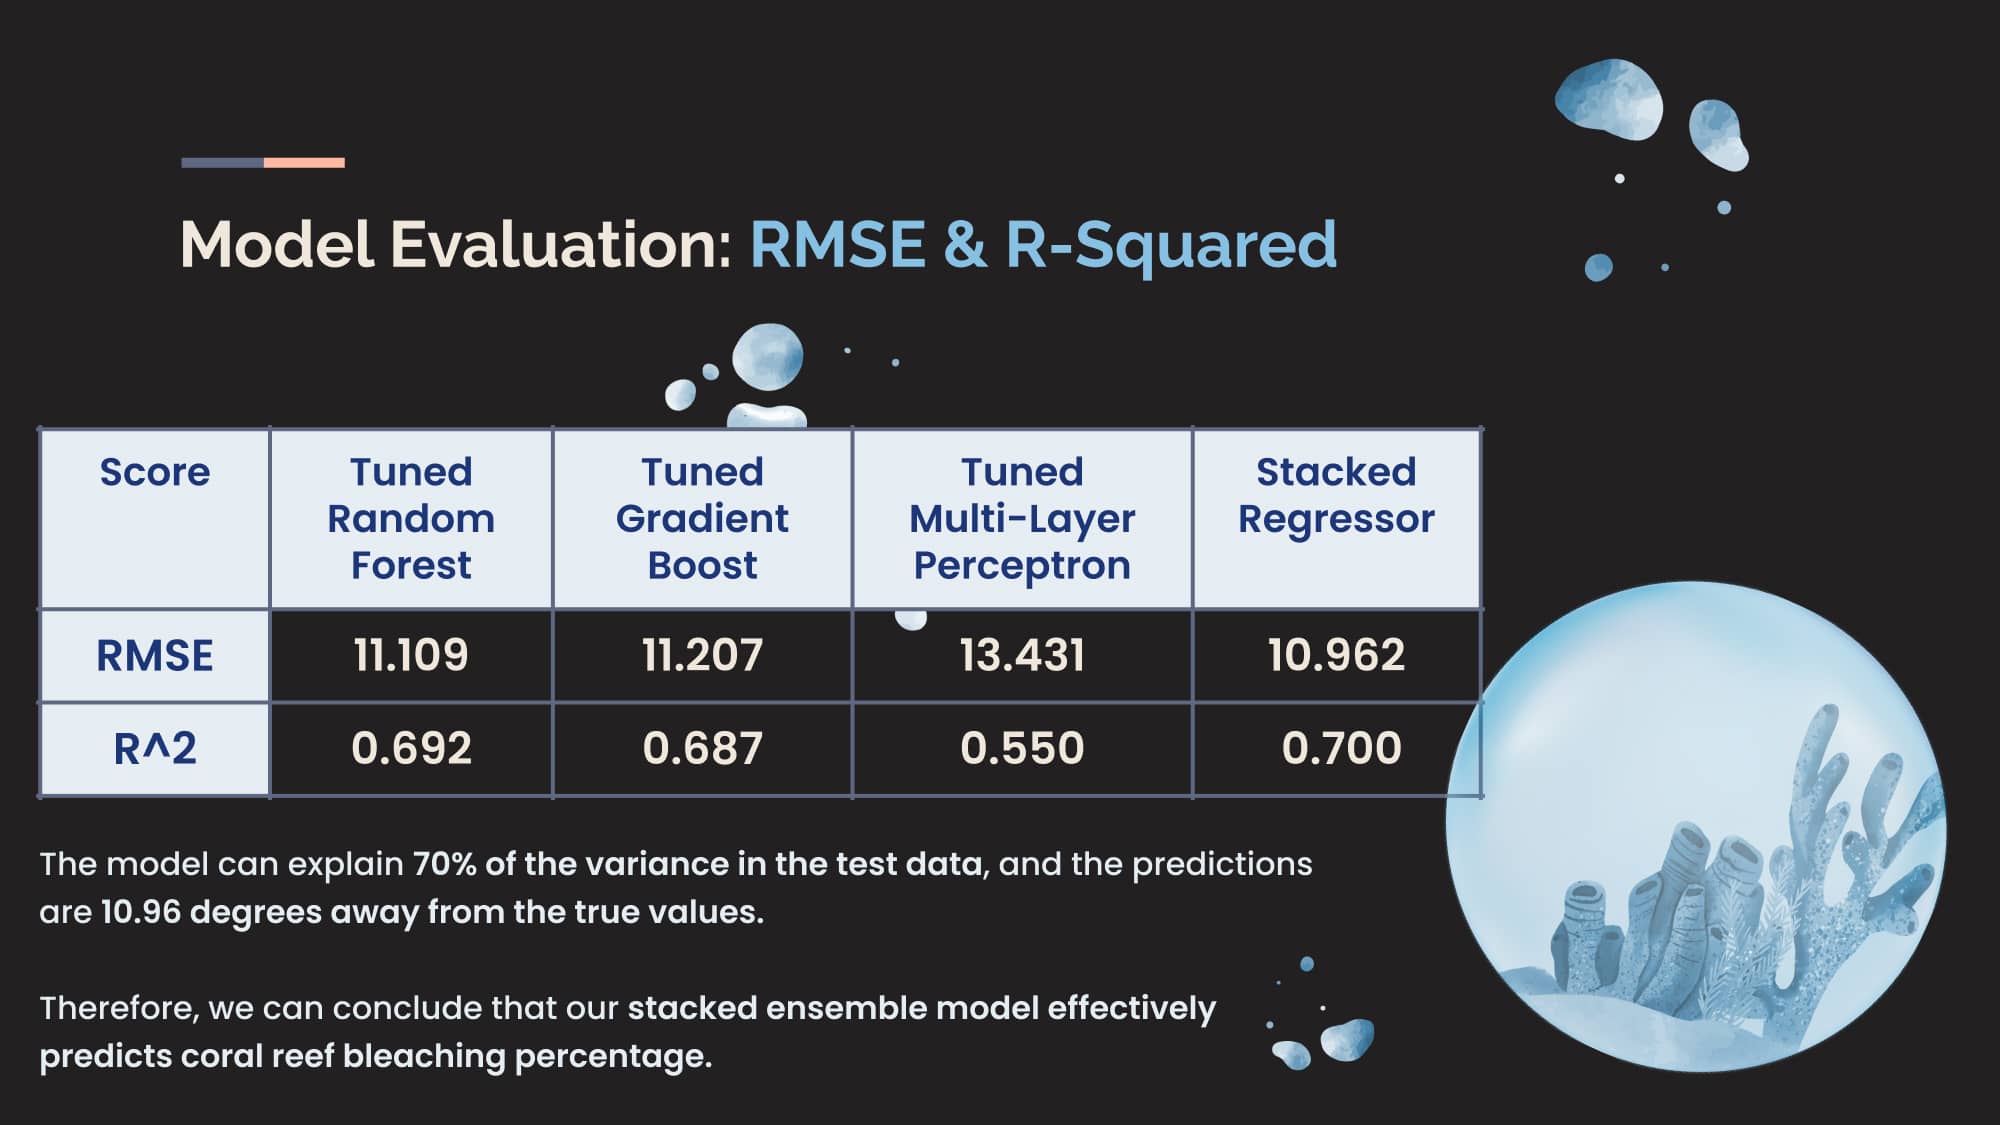 Model Evaluation: RMSE & R-Squared
Score
Tuned
Random
Forest
Tuned
Gradient
Boost
Tuned
Multi-Layer
Perceptron
Stacked
Regressor
RMSE 11.109 11.207 13.431 10.962
R^2 0.692 0.687 0.550 0.700
The model can explain 70% of the variance in the test data, and the predictions
are 10.96 degrees away from the true values.
Therefore, we can conclude that our stacked ensemble model effectively
predicts coral reef bleaching percentage.